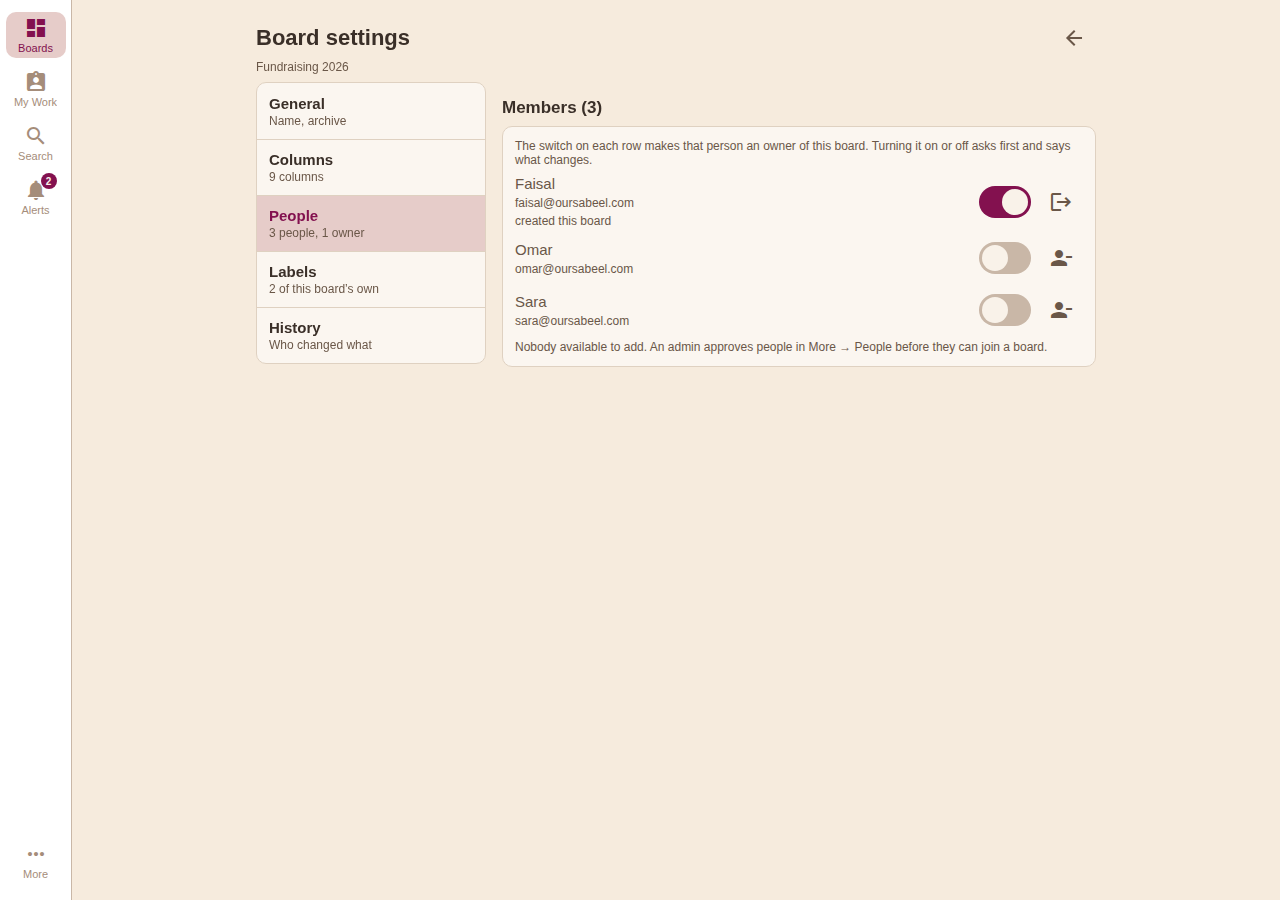 Boards
My Work
Search
2
Alerts
More
Board settings
Fundraising 2026
General
Name, archive
Columns
9 columns
People
3 people, 1 owner
Labels
2 of this board's own
History
Who changed what
Members (3)
The switch on each row makes that person an owner of this board. Turning it on or off asks first and says
what changes.
Faisal
faisal@oursabeel.com
created this board
Omar
omar@oursabeel.com
Sara
sara@oursabeel.com
Nobody available to add. An admin approves people in More → People before they can join a board.